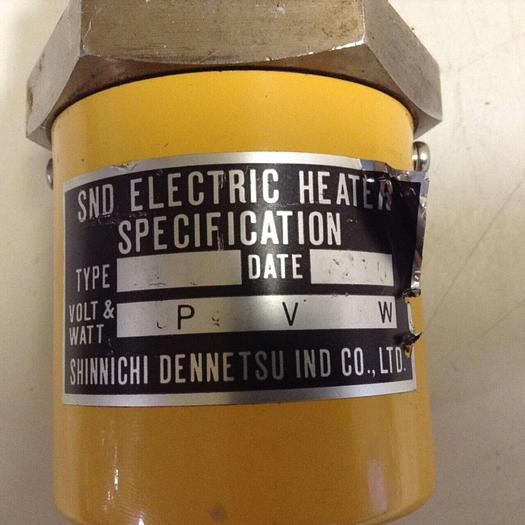 SND ELECTRIC HEATER
SPECIFICATION
TYPE DATE
VOLT &
WATT P V W
SHINNICHI DENNETSU IND CO., LTD.